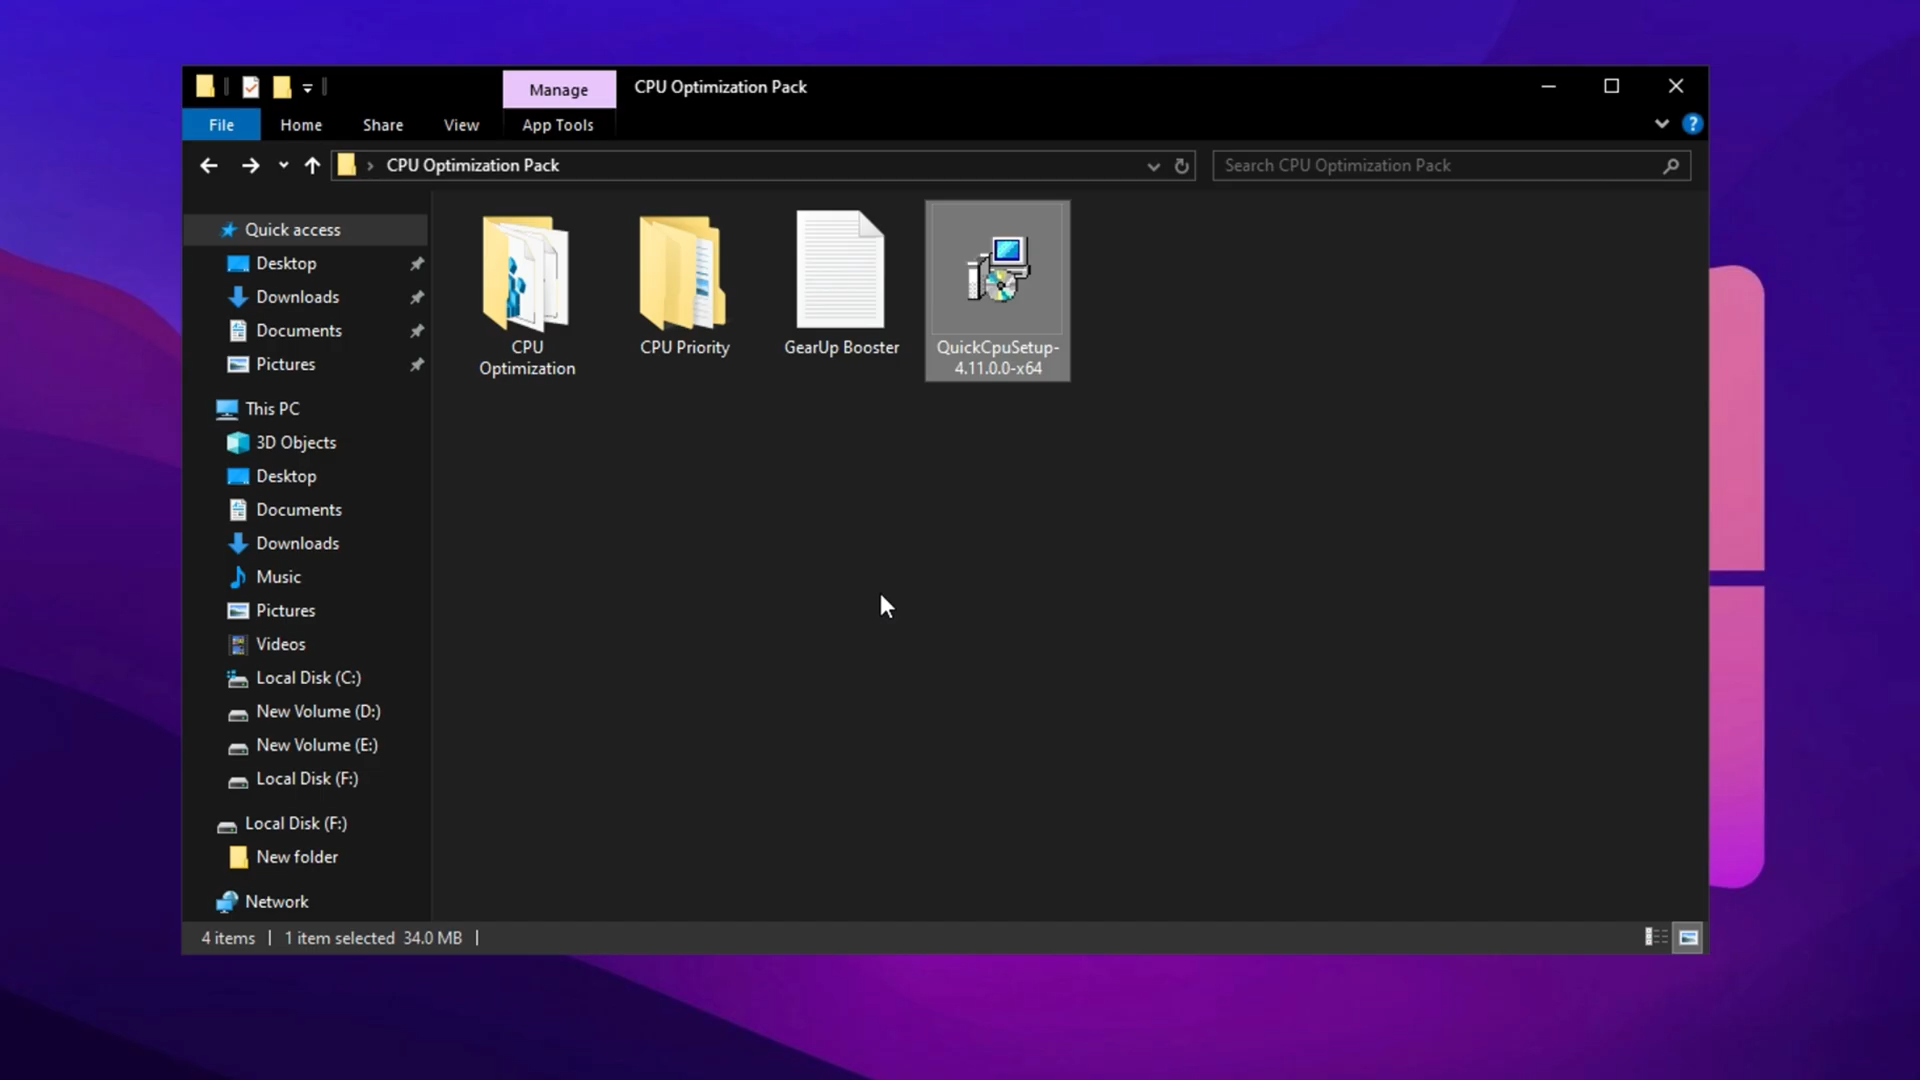 Manage
CPU Optimization Pack
File
Home
Share
View
App Tools
?
CPU Optimization Pack
Search CPU Optimization Pack
Quick access
Desktop
Downloads
Documents
Pictures
This PC
3D Objects
Desktop
Documents
Downloads
Music
Pictures
Videos
Local Disk (C:)
New Volume (D:)
New Volume (E:)
Local Disk (F:)
Local Disk (F:)
New folder
Network
CPU
Optimization
CPU Priority
GearUp Booster
QuickCpuSetup-
4.11.0.0-x64
4 items
1 item selected 34.0 MB